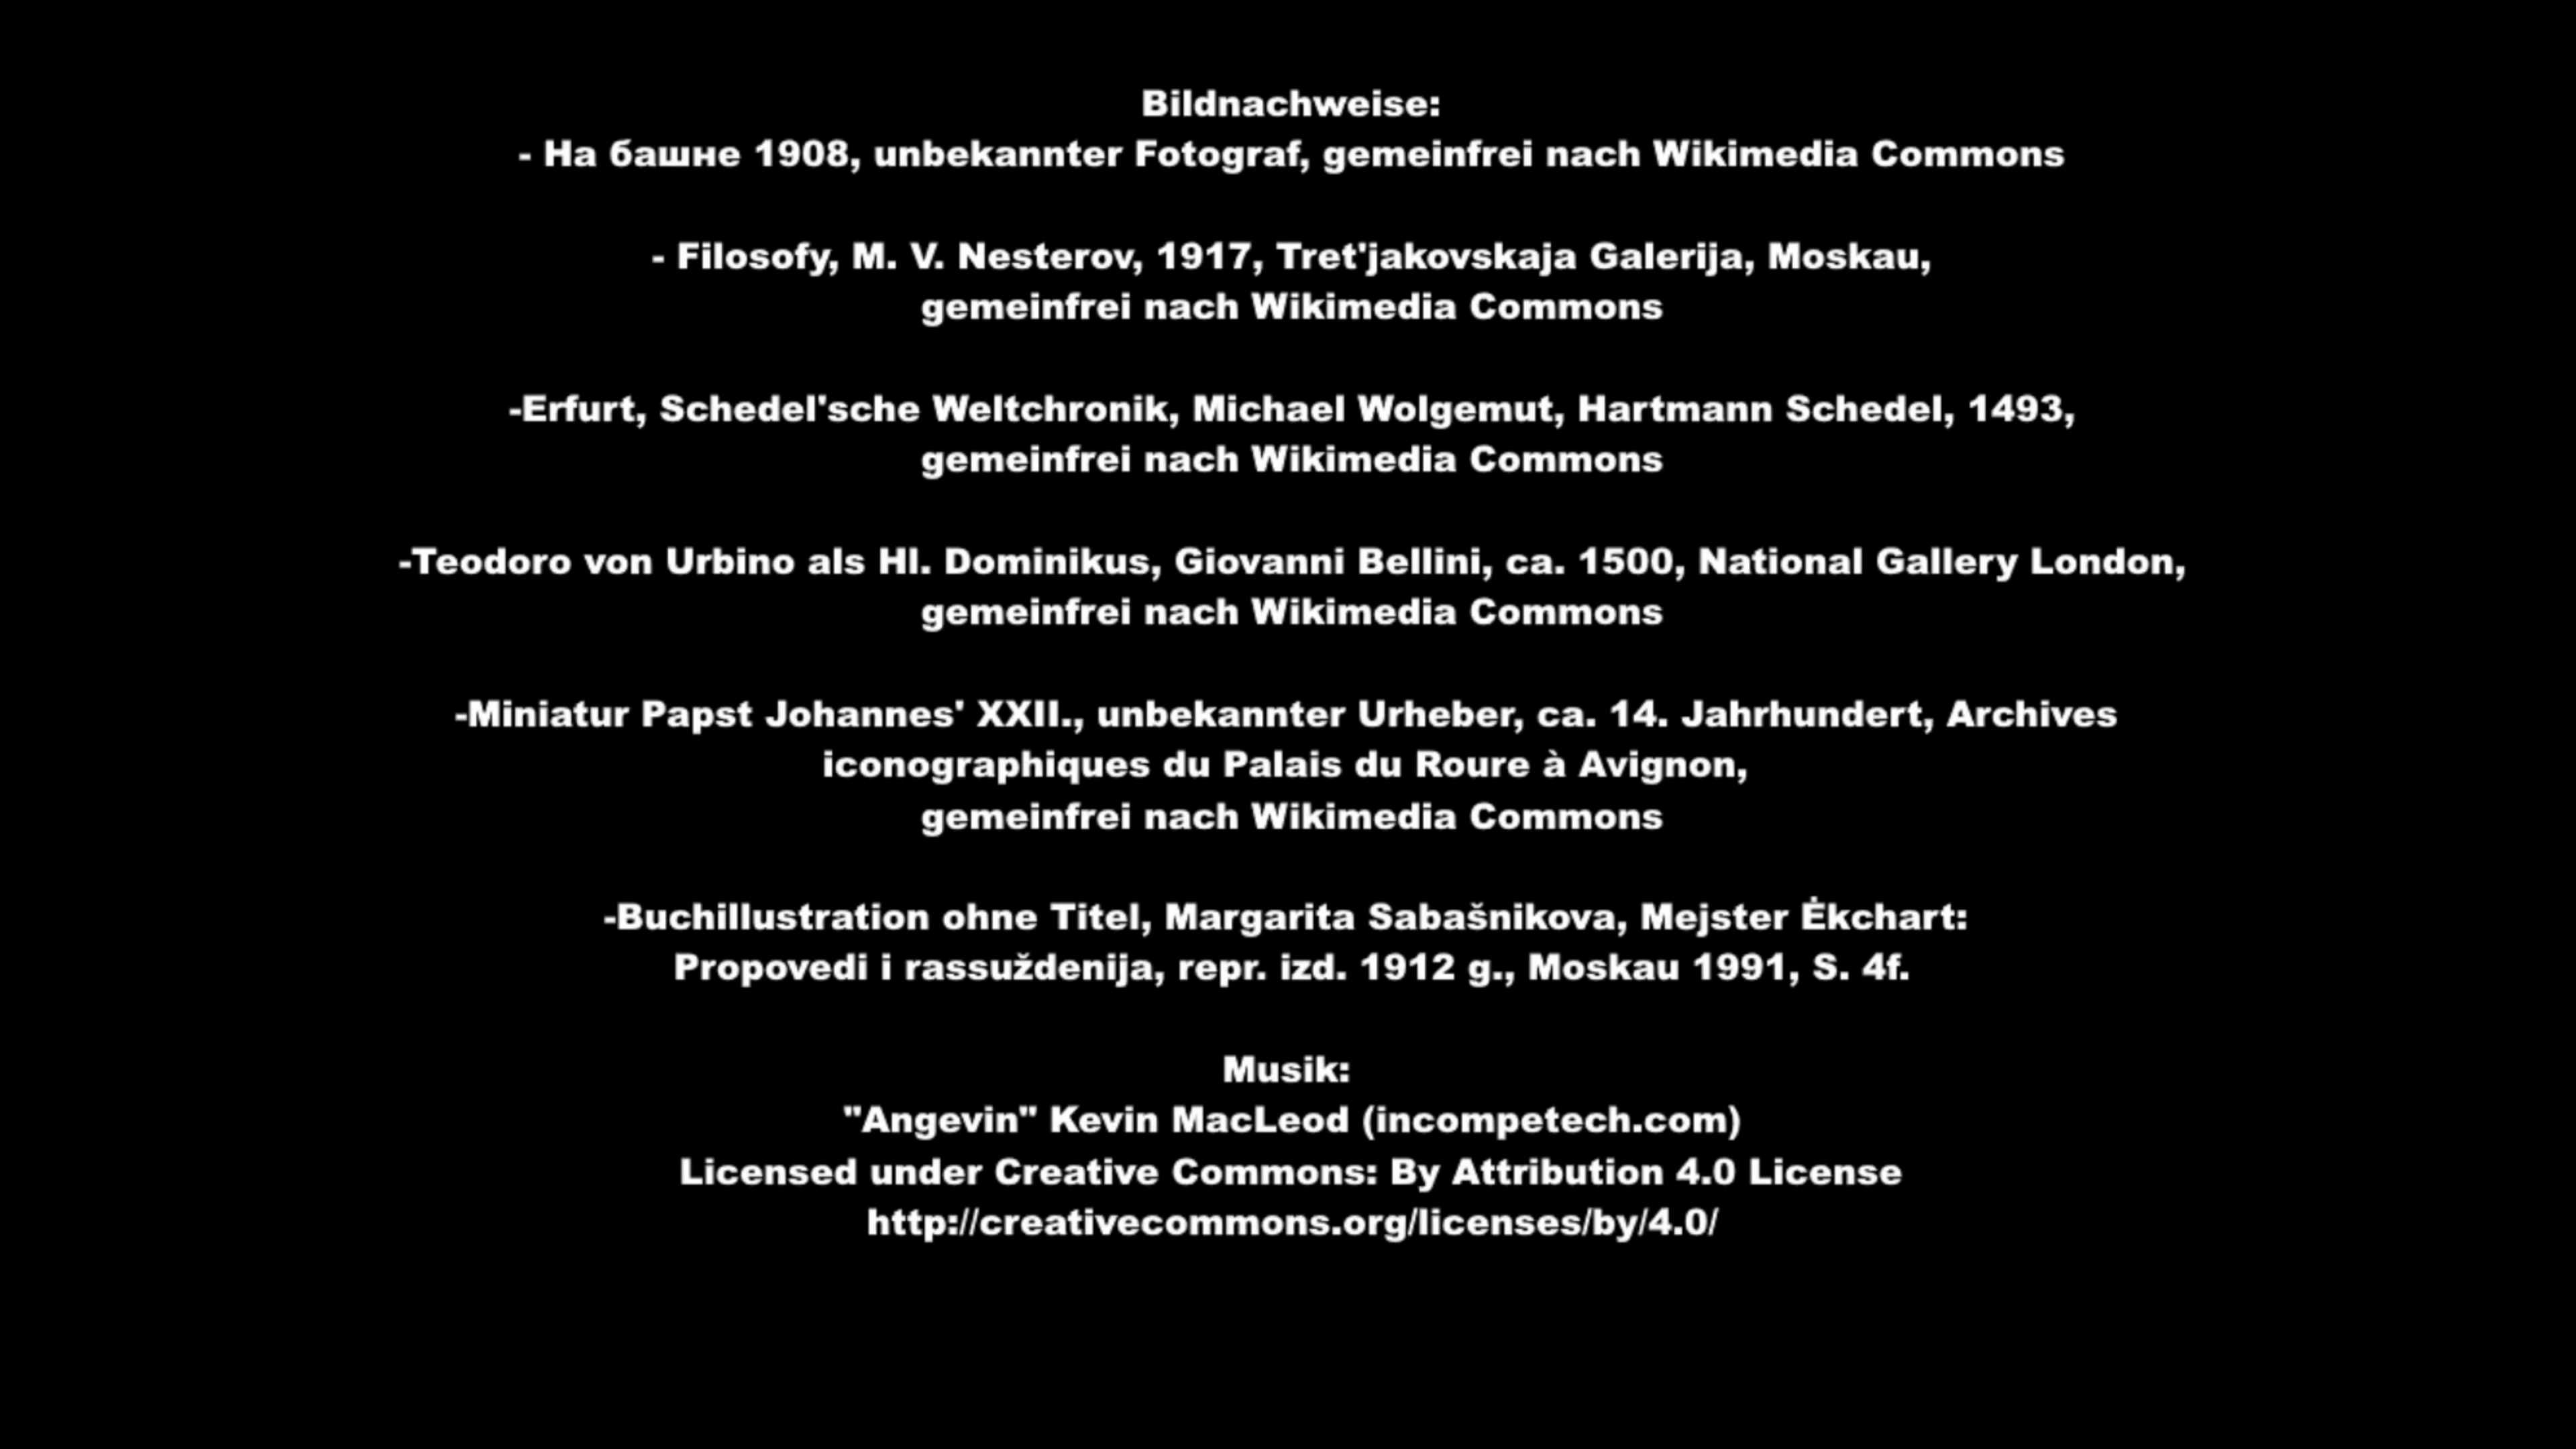 Bildnachweise:
- На башне 1908, unbekannter Fotograf, gemeinfrei nach Wikimedia Commons
- Filosofy, M. V. Nesterov, 1917, Tret'jakovskaja Galerija, Moskau,
gemeinfrei nach Wikimedia Commons
-Erfurt, Schedel'sche Weltchronik, Michael Wolgemut, Hartmann Schedel, 1493,
gemeinfrei nach Wikimedia Commons
-Teodoro von Urbino als Hl. Dominikus, Giovanni Bellini, ca. 1500, National Gallery London,
gemeinfrei nach Wikimedia Commons
-Miniatur Papst Johannes' XXII., unbekannter Urheber, ca. 14. Jahrhundert, Archives
iconographiques du Palais du Roure à Avignon,
gemeinfrei nach Wikimedia Commons
-Buchillustration ohne Titel, Margarita Sabašnikova, Mejster Ėkchart:
Propovedi i rassuždenija, repr. izd. 1912 g., Moskau 1991, S. 4f.
Musik:
"Angevin" Kevin MacLeod (incompetech.com)
Licensed under Creative Commons: By Attribution 4.0 License
http://creativecommons.org/licenses/by/4.0/